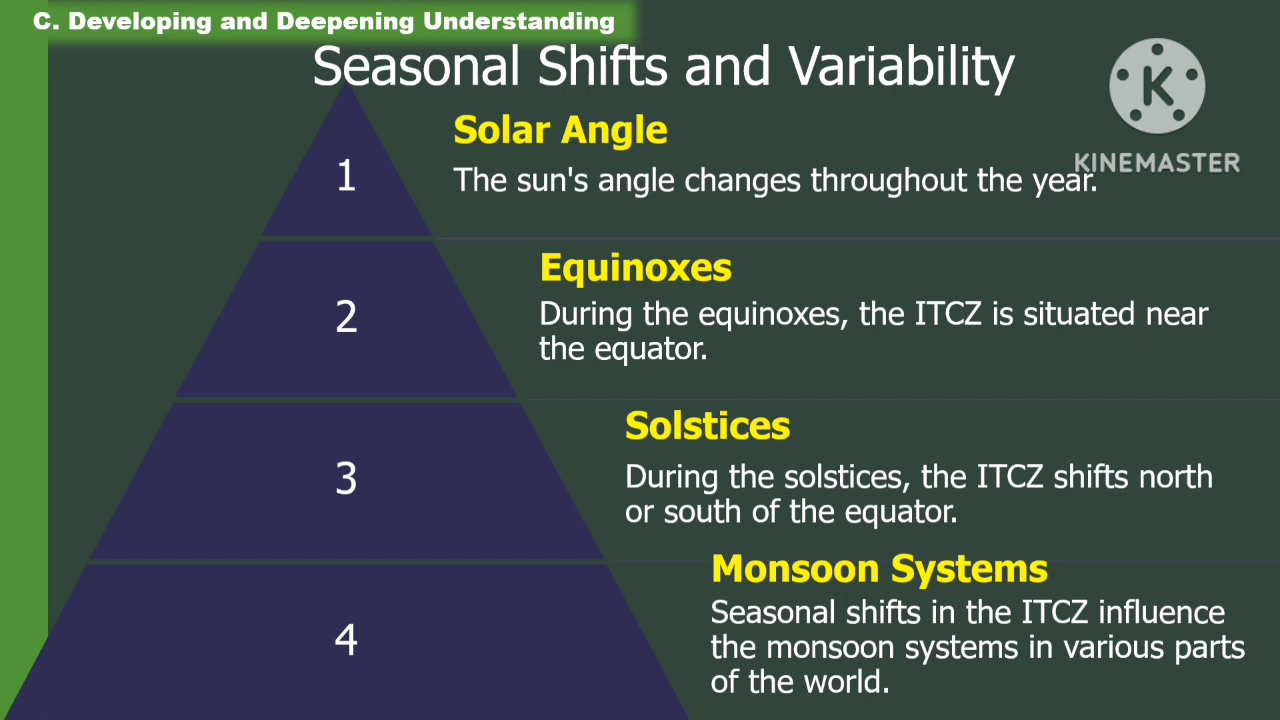 C. Developing and Deepening Understanding
Seasonal Shifts and Variability
K
KINEMASTER
1
Solar Angle
The sun's angle changes throughout the year.
2
Equinoxes
During the equinoxes, the ITCZ is situated near
the equator.
3
Solstices
During the solstices, the ITCZ shifts north
or south of the equator.
4
Monsoon Systems
Seasonal shifts in the ITCZ influence
the monsoon systems in various parts
of the world.